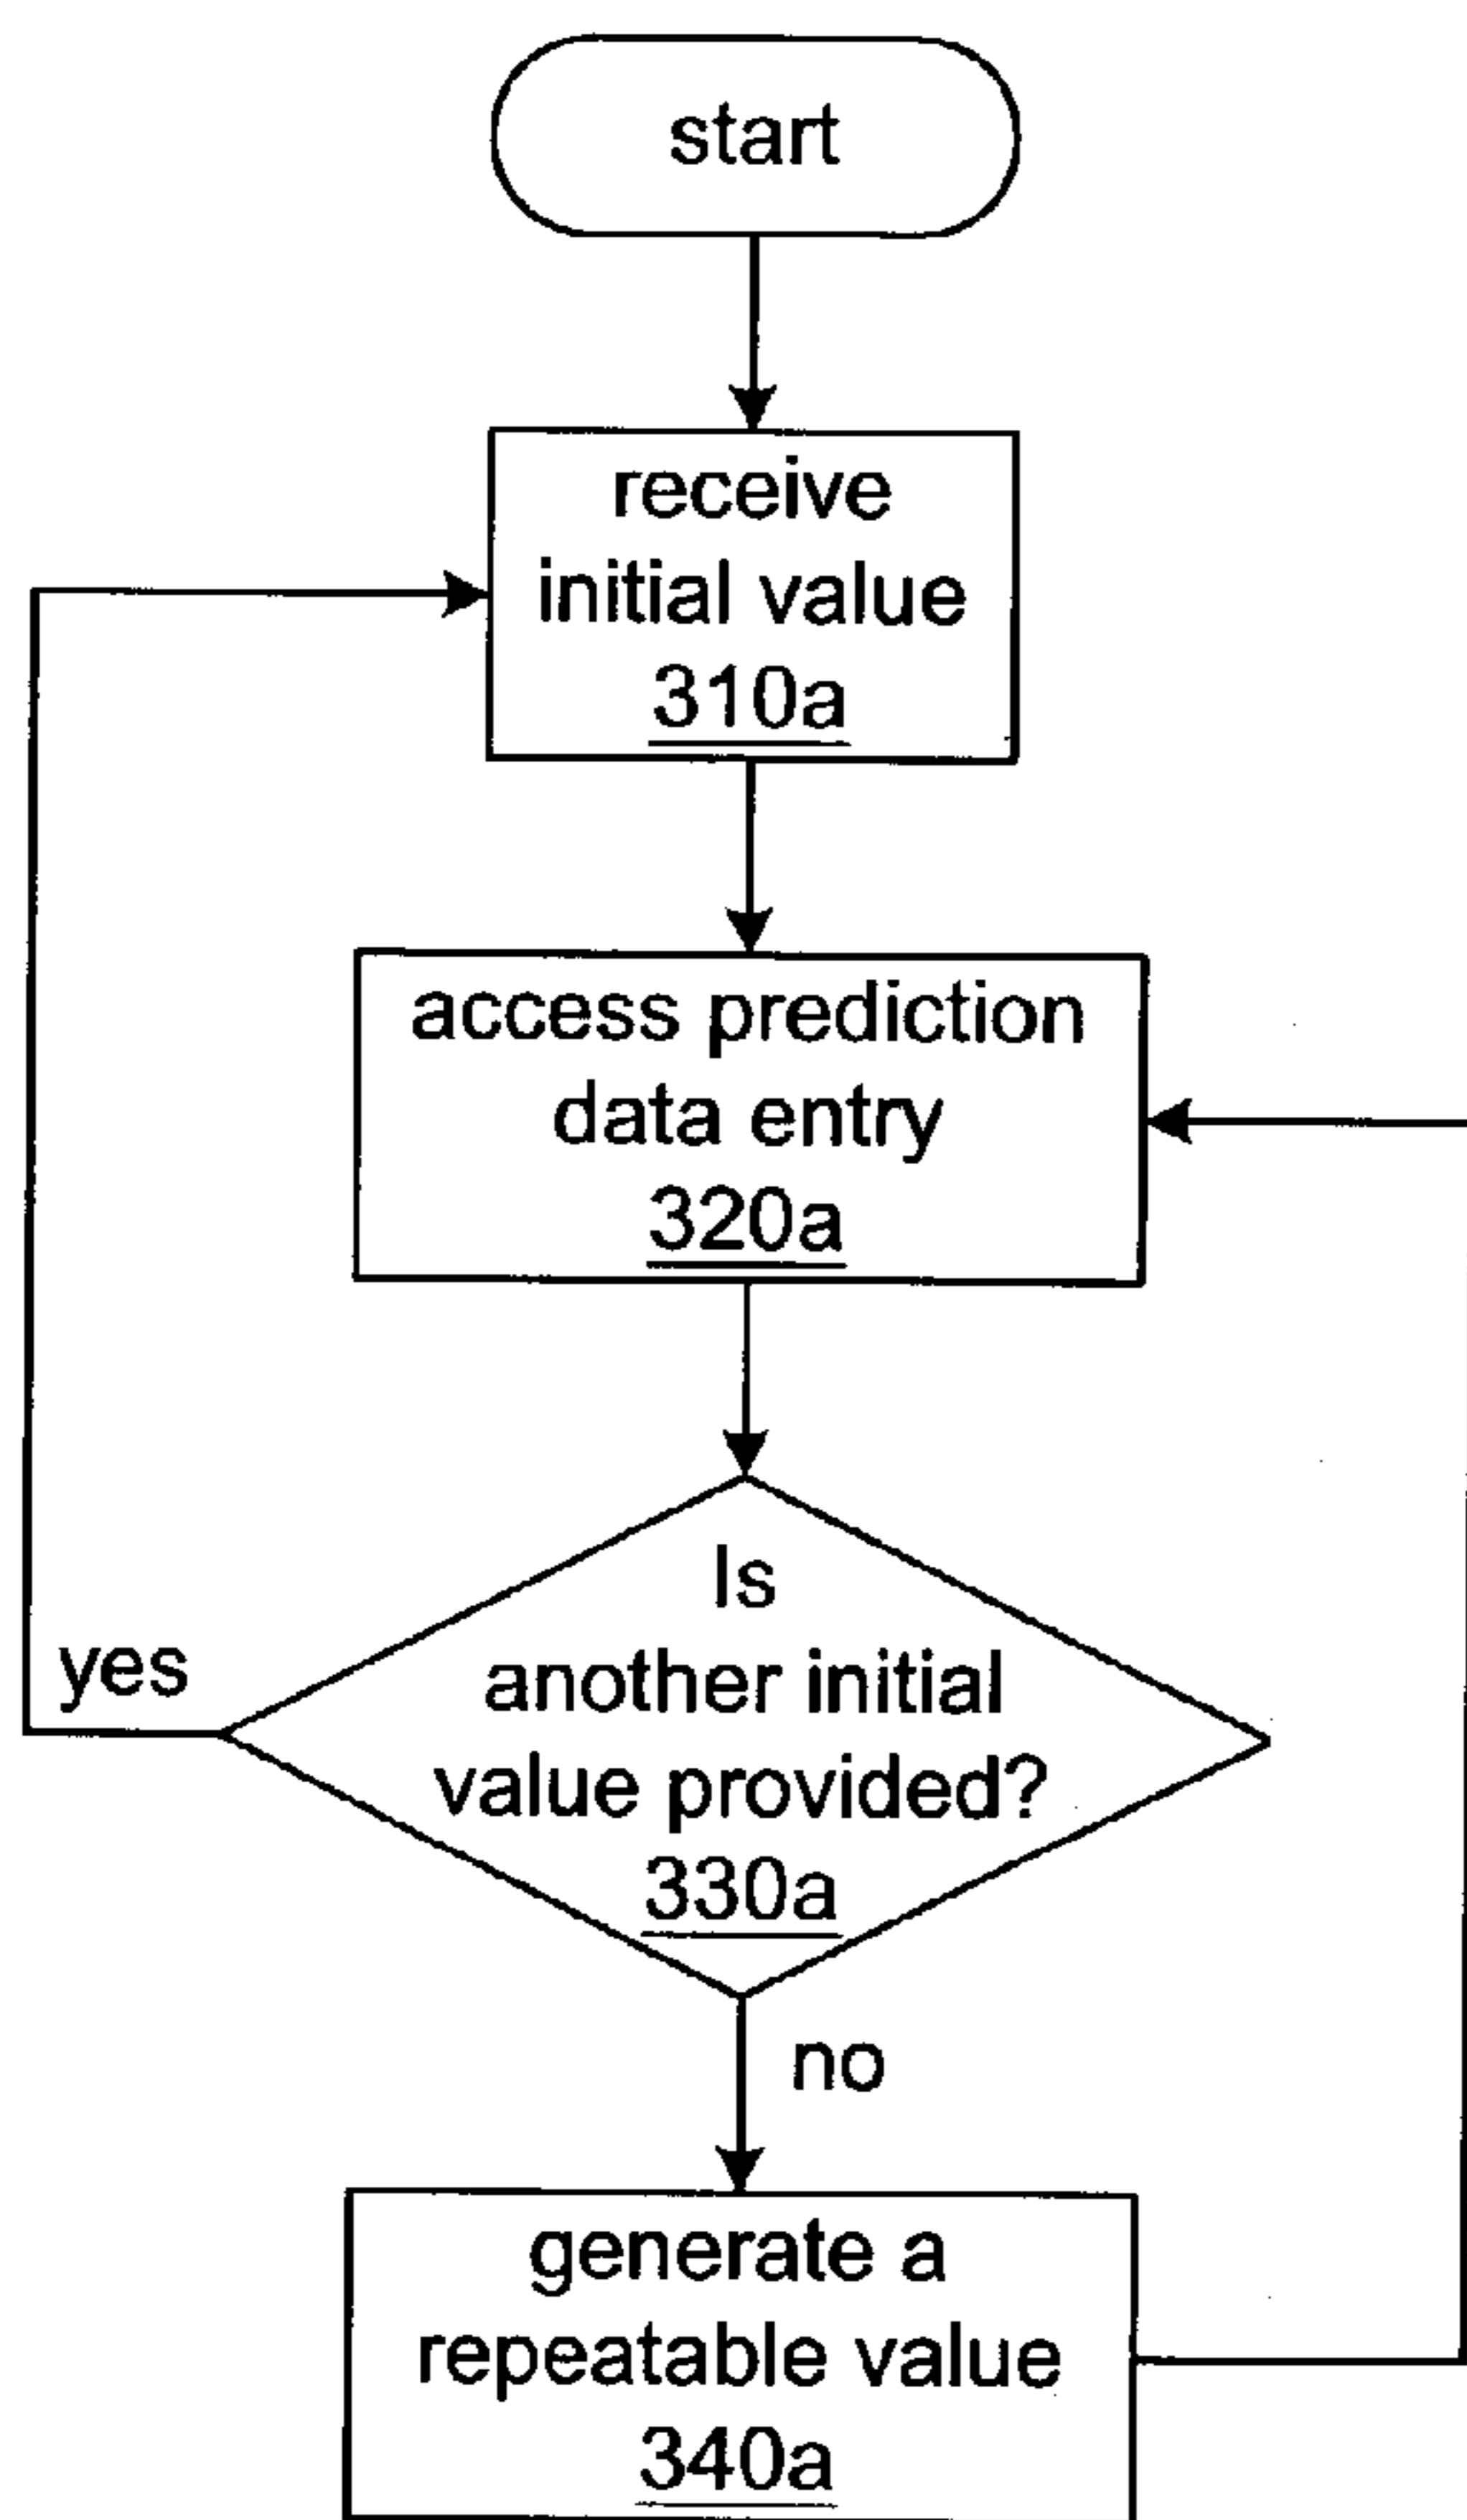 start
receive
initial value
310a
access prediction
data entry
320a
Is
another initial
value provided?
330a
yes
no
generate a
repeatable value
340a